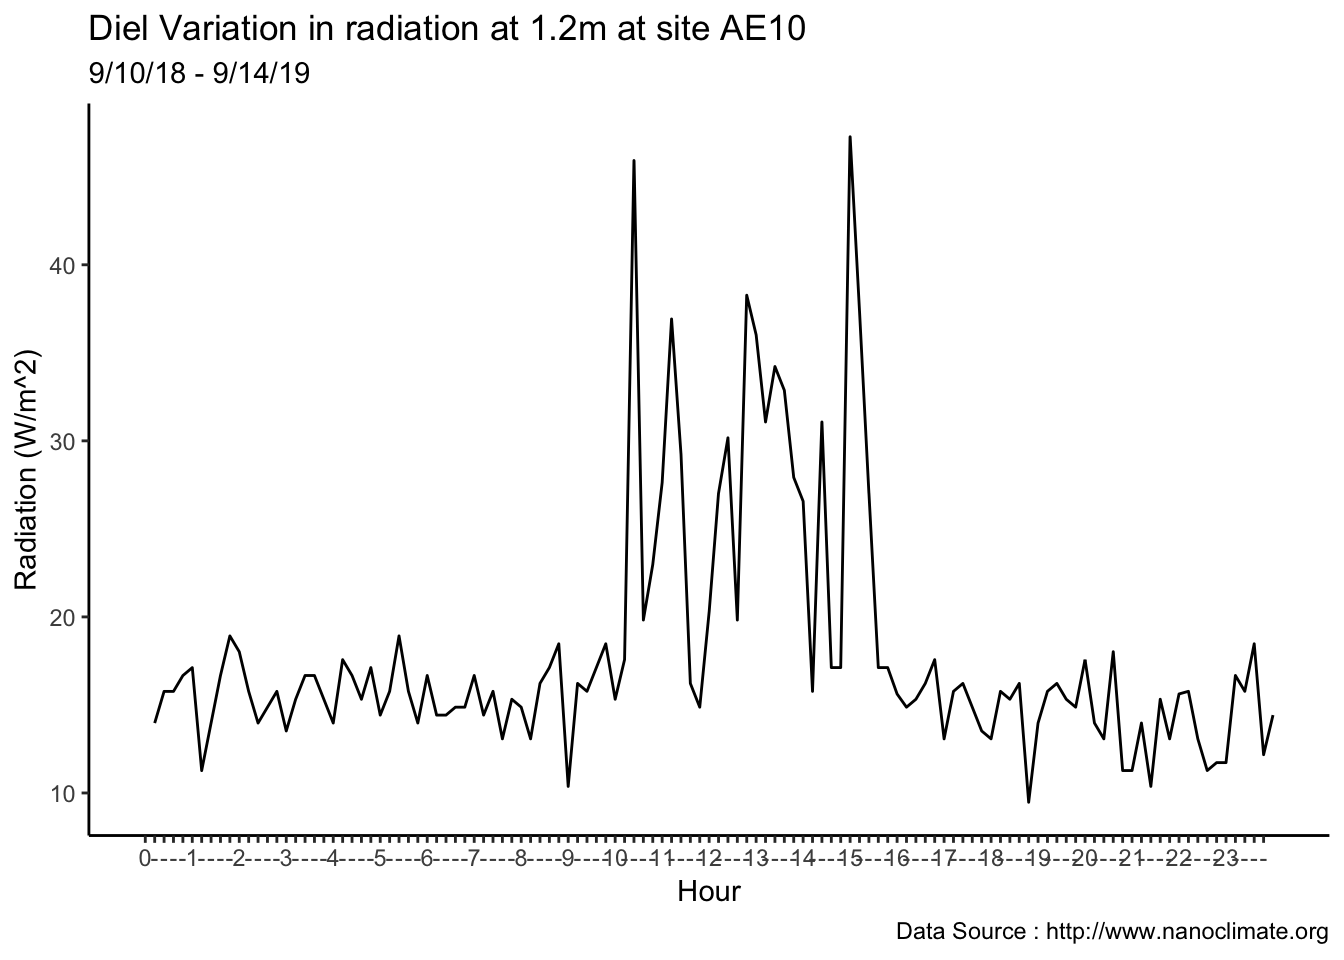 Diel Variation in radiation at 1.2m at site AE10
9/10/18 - 9/14/19
Radiation (W/m^2)
40
30
20
10
0----1----2----3----4----5----6----7----8----9----10----11----12----13----14----15----16----17----18----19----20----21----22----23----
Hour
Data Source : http://www.nanoclimate.org